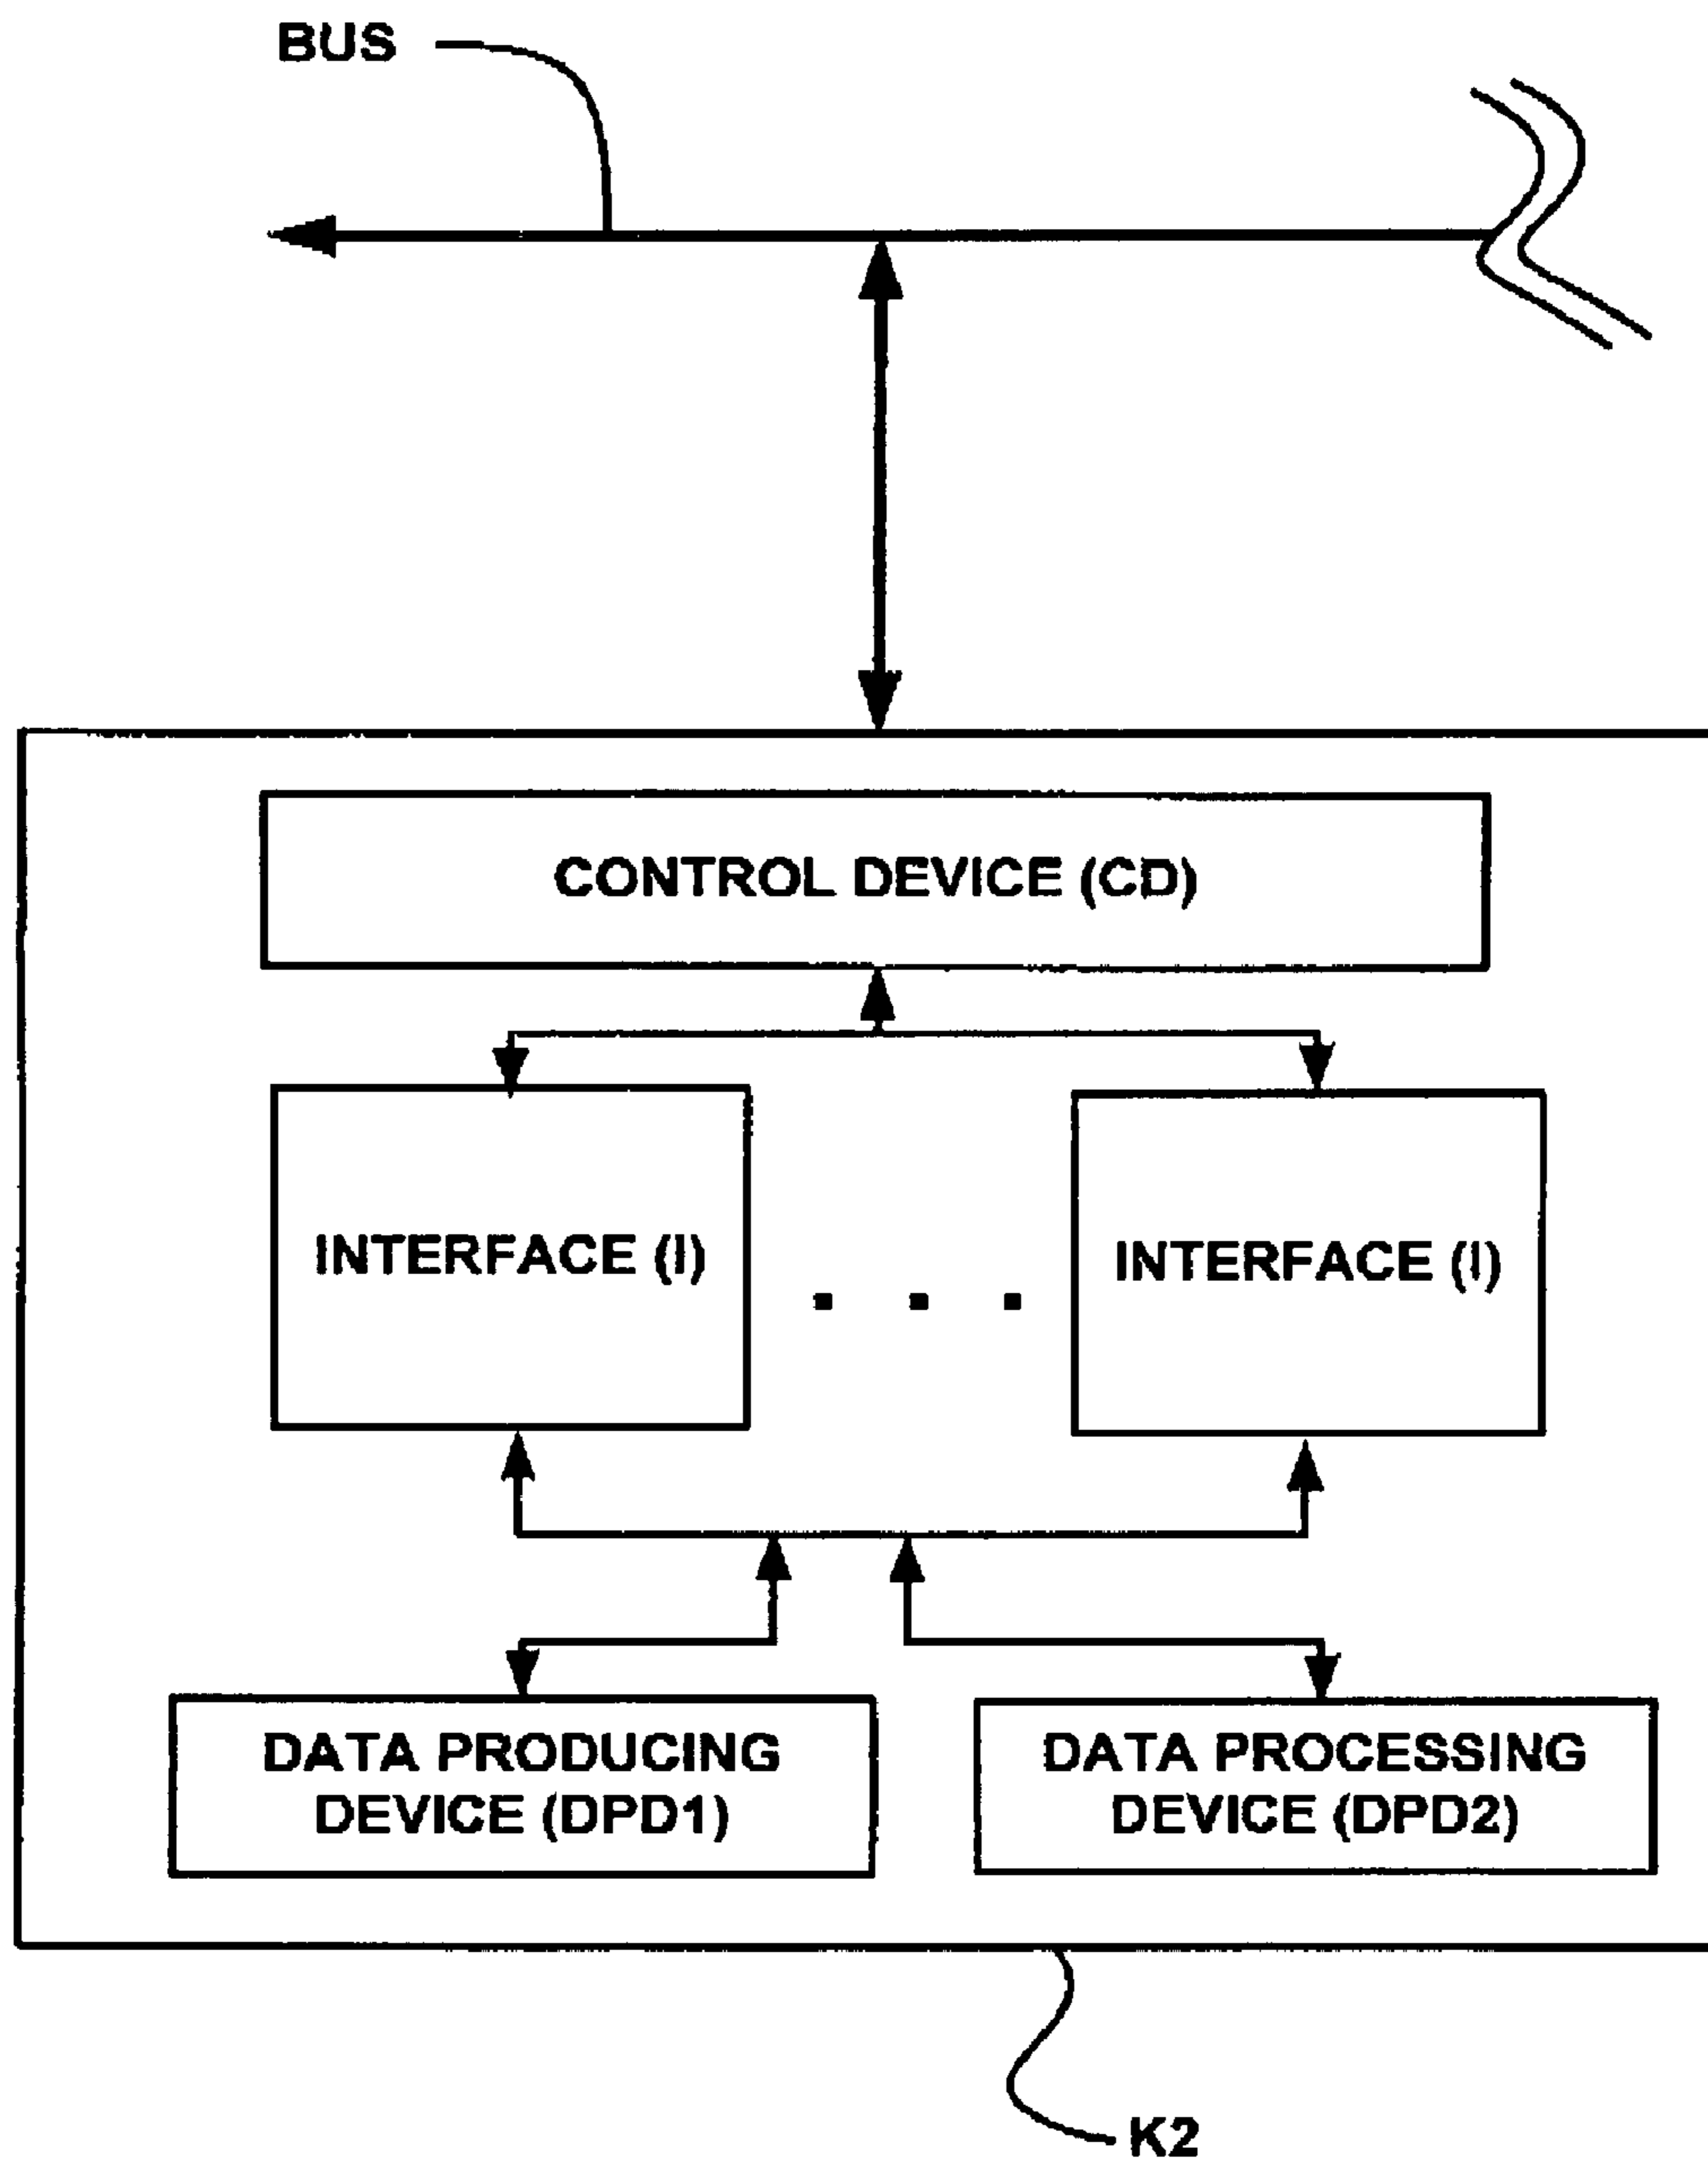 BUS
CONTROL DEVICE (CD)
INTERFACE (I)
INTERFACE (I)
DATA PRODUCING
DEVICE (DPD1)
DATA PROCESSING
DEVICE (DPD2)
K2